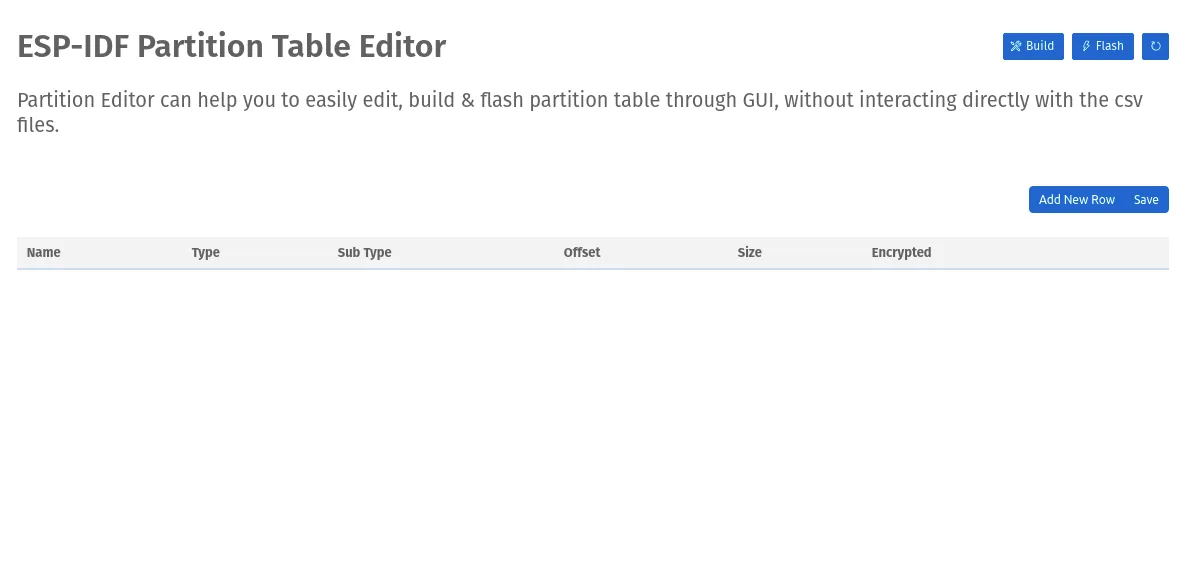 ESP-IDF Partition Table Editor
Build Flash
Partition Editor can help you to easily edit, build & flash partition table through GUI, without interacting directly with the csv
files.
Add New Row Save
Name Type Sub Type Offset Size Encrypted